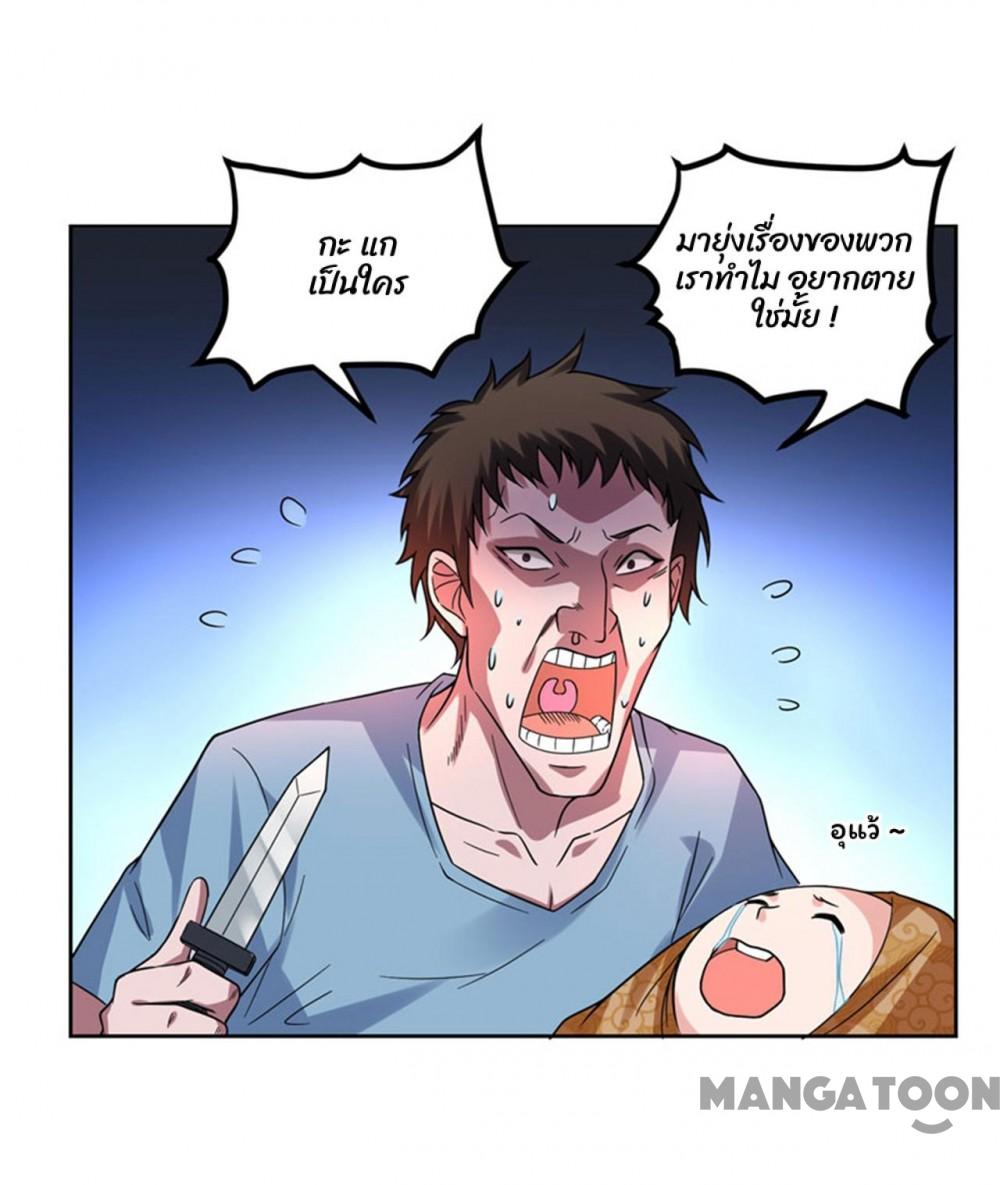 กะ แก
เป็นใคร
มายุ่งเรื่องของพวก
เราทำไม อยากตาย
ใช่มั้ย !
อุแว้ ~
MANGATOON